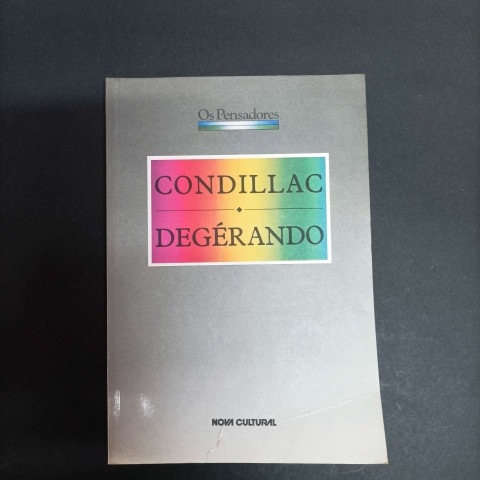 Os Pensadores
CONDILLAC
DEGÉRANDO
NOVA CULTURAL